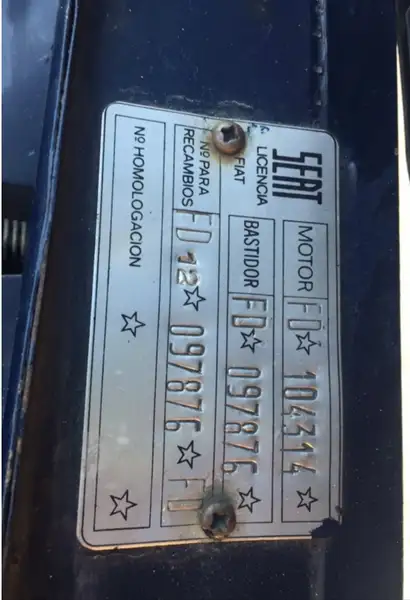 SEAT
LICENCIA
FIAT
MOTOR FD☆104314☆
BASTIDOR FD☆097876☆
Nº PARA
RECAMBIOS FD 12☆097876☆FD
Nº HOMOLOGACION ☆ ☆